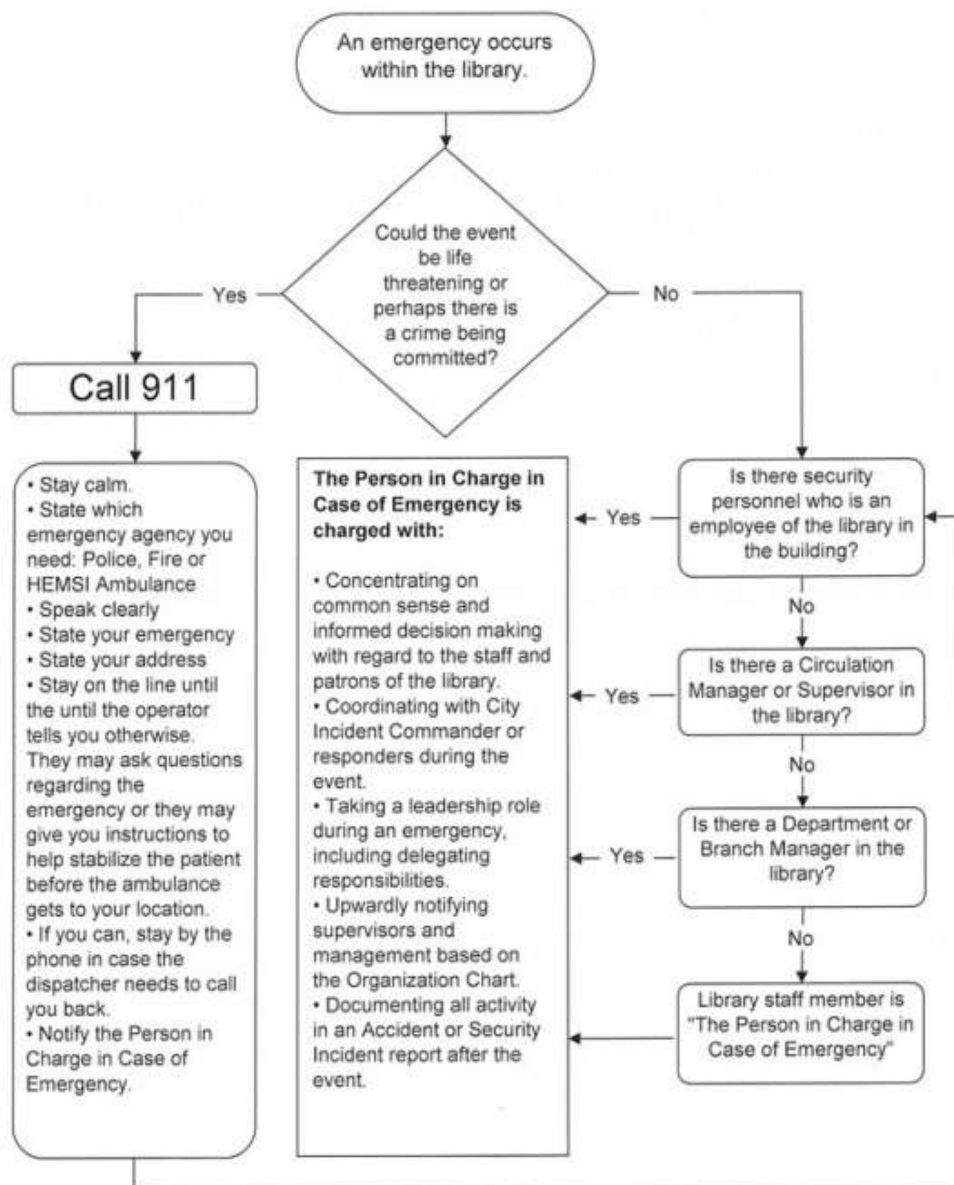 An emergency occurs
within the library.
Could the event
be life
threatening or
perhaps there is
a crime being
committed?
Yes
No
Call 911
• Stay calm.
• State which
emergency agency you
need: Police, Fire or
HEMSI Ambulance
• Speak clearly
• State your emergency
• State your address
• Stay on the line until
the until the operator
tells you otherwise.
They may ask questions
regarding the
emergency or they may
give you instructions to
help stabilize the patient
before the ambulance
gets to your location.
• If you can, stay by the
phone in case the
dispatcher needs to call
you back.
• Notify the Person in
Charge in Case of
Emergency.
The Person in Charge in
Case of Emergency is
charged with:
• Concentrating on
common sense and
informed decision making
with regard to the staff and
patrons of the library.
• Coordinating with City
Incident Commander or
responders during the
event.
• Taking a leadership role
during an emergency,
including delegating
responsibilities.
• Upwardly notifying
supervisors and
management based on
the Organization Chart.
• Documenting all activity
in an Accident or Security
Incident report after the
event.
Is there security
personnel who is an
employee of the library in
the building?
Yes
No
Is there a Circulation
Manager or Supervisor in
the library?
Yes
No
Is there a Department or
Branch Manager in the
library?
Yes
No
Library staff member is
"The Person in Charge in
Case of Emergency"